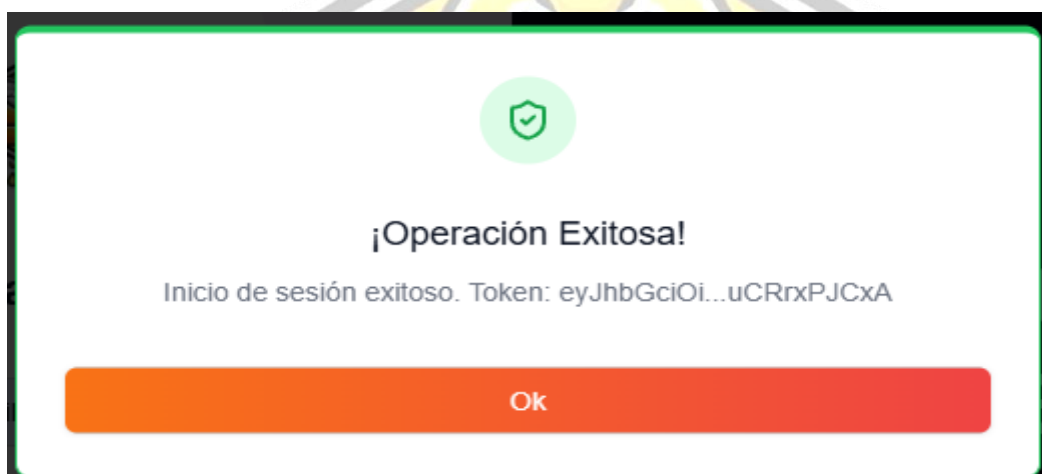 ¡Operación Exitosa!
Inicio de sesión exitoso. Token: eyJhbGciOi...uCRrxPJCxA
Ok